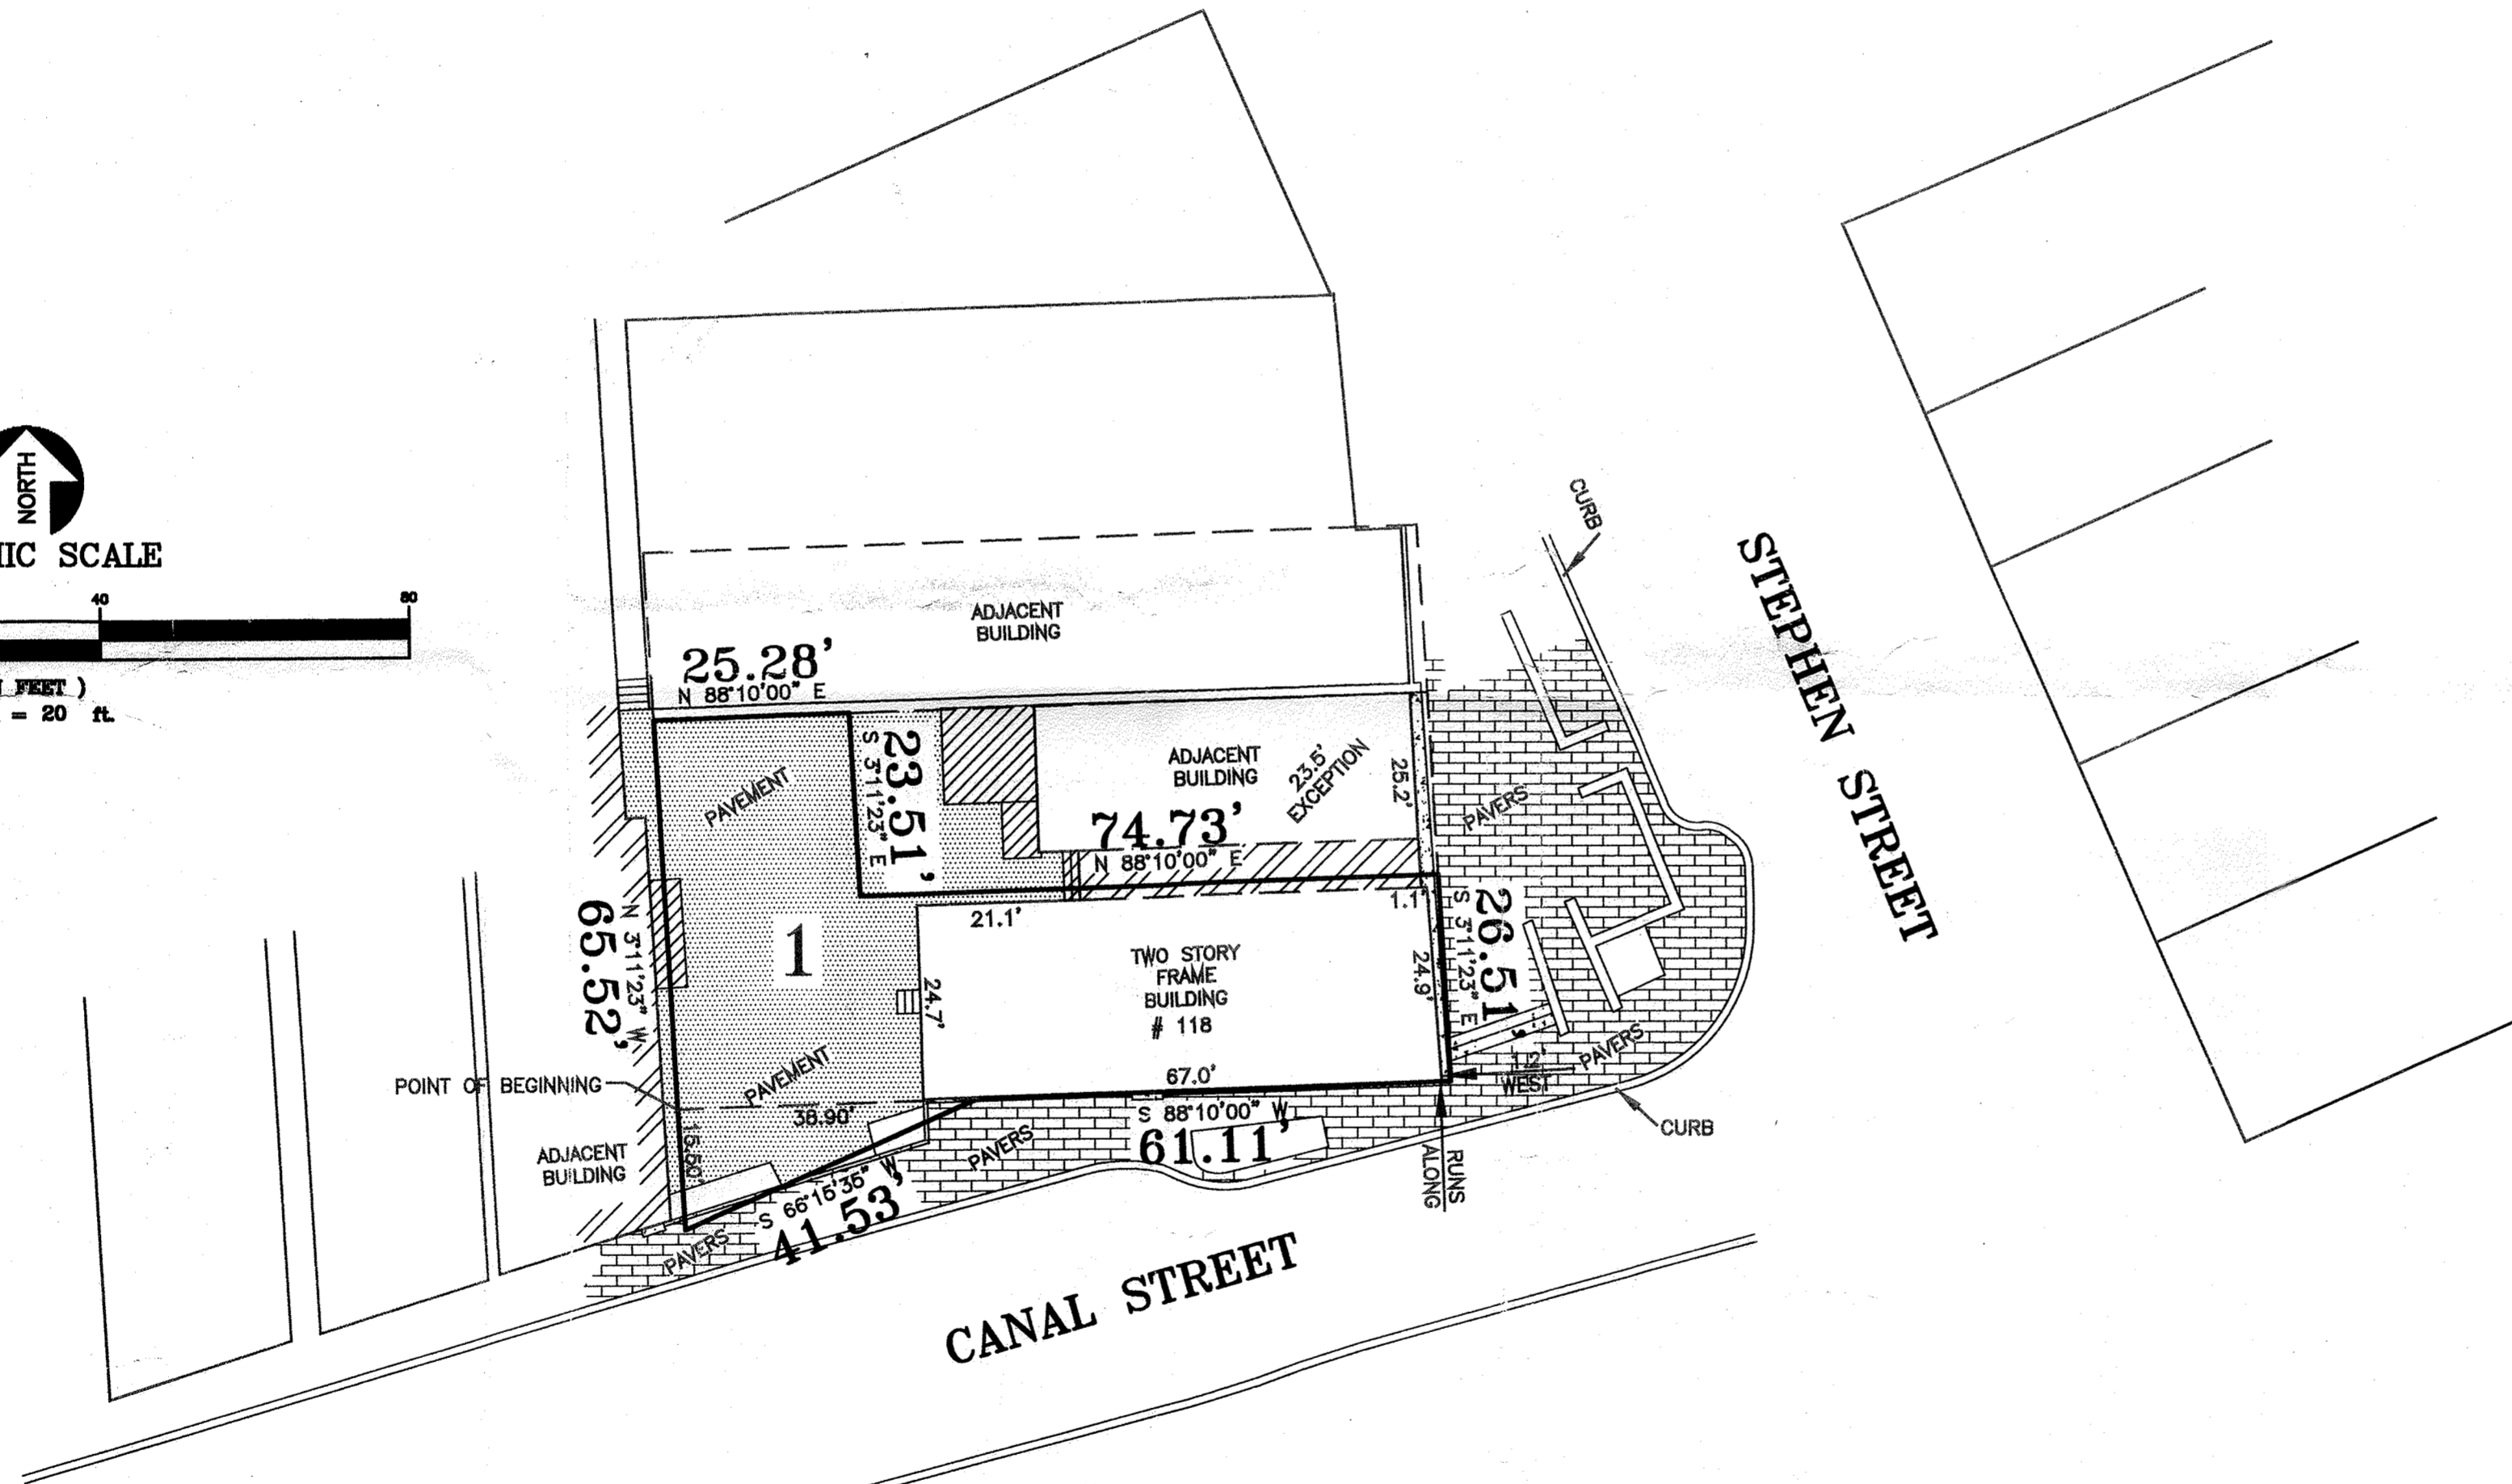 NORTH
IIC SCALE
40
80
FEET )
= 20 ft.
CURB
STEPHEN STREET
ADJACENT
BUILDING
25.28'
N 88°10'00" E
23.51'
S 3°11'23" E
PAVEMENT
ADJACENT
BUILDING
23.5'
EXCEPTION
25.2'
PAVERS
74.73'
N 88°10'00" E
65.52'
N 3°11'23" W
1
21.1'
1.1'
26.51'
S 3°11'23" E
24.9'
TWO STORY
FRAME
BUILDING
# 118
24.7'
67.0'
PAVEMENT
POINT OF BEGINNING
38.90'
15.50'
1.2'
WEST
PAVERS
CURB
S 88°10'00" W
61.11'
PAVERS
RUNS
ALONG
ADJACENT
BUILDING
S 66°15'35" W
41.53'
PAVERS
CANAL STREET